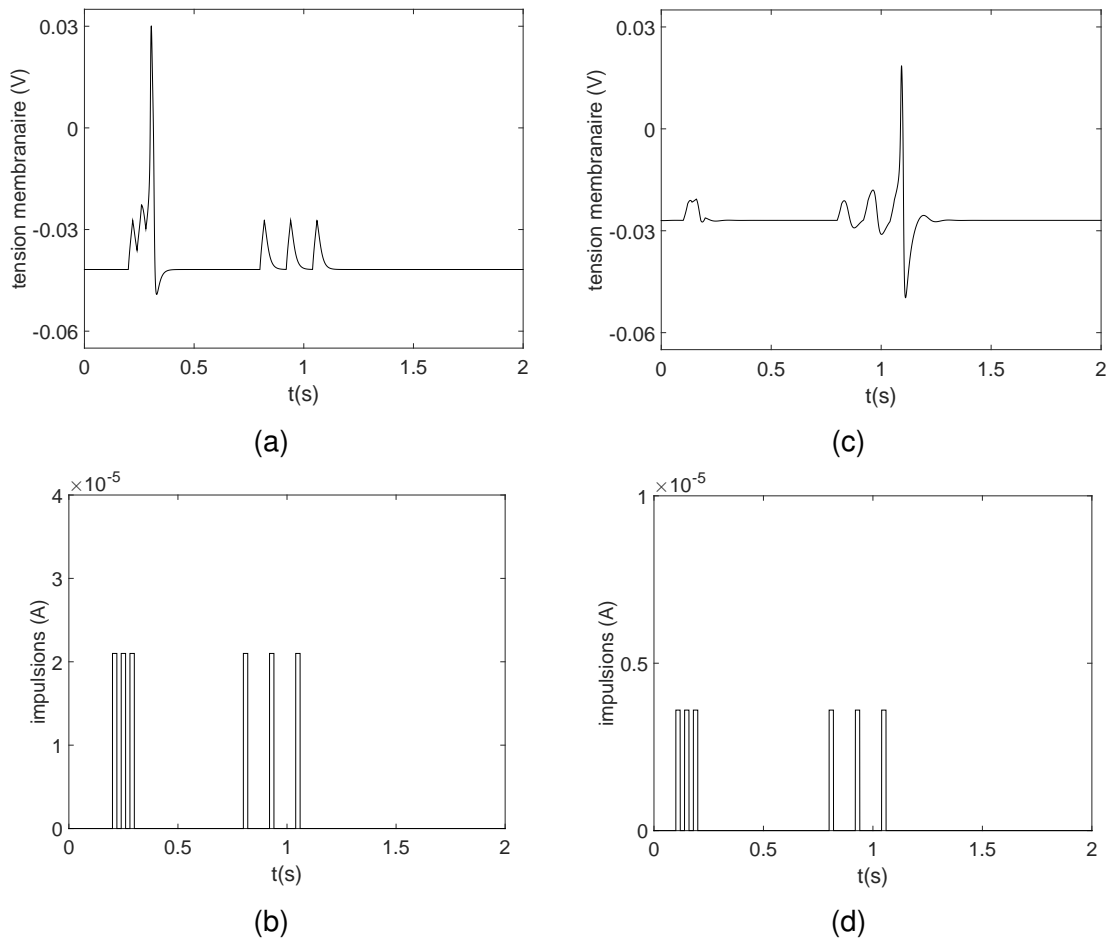 tension membranaire (V)
0.03
0
-0.03
-0.06
0 0.5 1 1.5 2
t(s)
(a)
tension membranaire (V)
0.03
0
-0.03
-0.06
0 0.5 1 1.5 2
t(s)
(c)
×10-5
impulsions (A)
4
3
2
1
0
0 0.5 1 1.5 2
t(s)
(b)
×10-5
impulsions (A)
1
0.5
0
0 0.5 1 1.5 2
t(s)
(d)